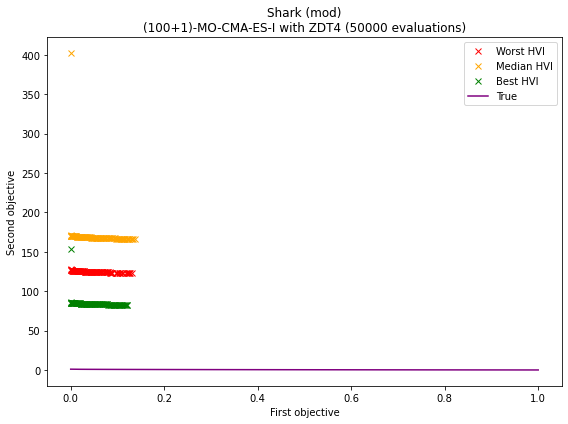 Shark (mod)
(100+1)-MO-CMA-ES-I with ZDT4 (50000 evaluations)
Worst HVI
Median HVI
Best HVI
True
Second objective
400
350
300
250
200
150
100
50
0
0.0 0.2 0.4 0.6 0.8 1.0
First objective